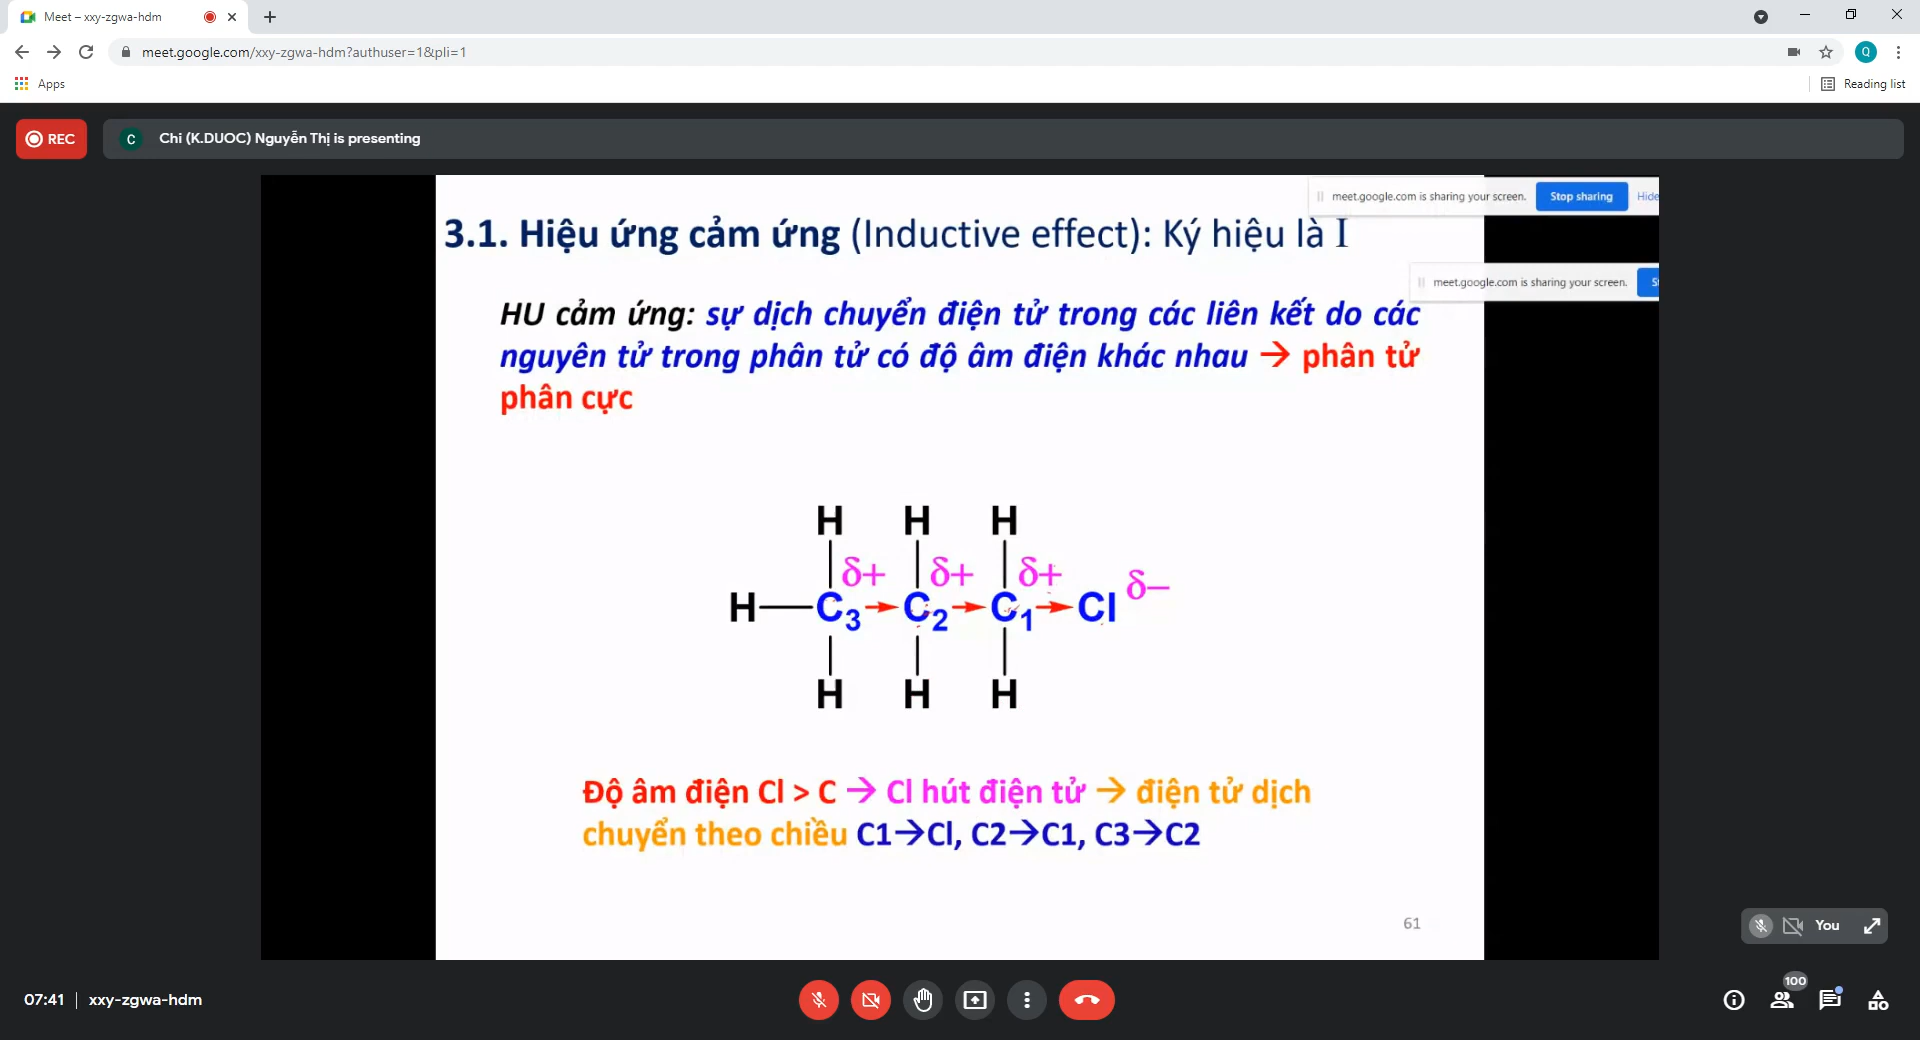 Meet – xxy-zgwa-hdm
meet.google.com/xxy-zgwa-hdm?authuser=1&pli=1
Q
Apps
Reading list
REC
C
Chi (K.DUOC) Nguyễn Thị is presenting
meet.google.com is sharing your screen.
Stop sharing
Hide
3.1. Hiệu ứng cảm ứng (Inductive effect): Ký hiệu là I
meet.google.com is sharing your screen.
S
HU cảm ứng: sự dịch chuyển điện tử trong các liên kết do các
nguyên tử trong phân tử có độ âm điện khác nhau → phân tử
phân cực
H H H
δ+ δ+ δ+ δ−
H C3 C2 C1 Cl
H H H
Độ âm điện Cl > C → Cl hút điện tử → điện tử dịch
chuyển theo chiều C1→Cl, C2→C1, C3→C2
61
You
07:41 | xxy-zgwa-hdm
100